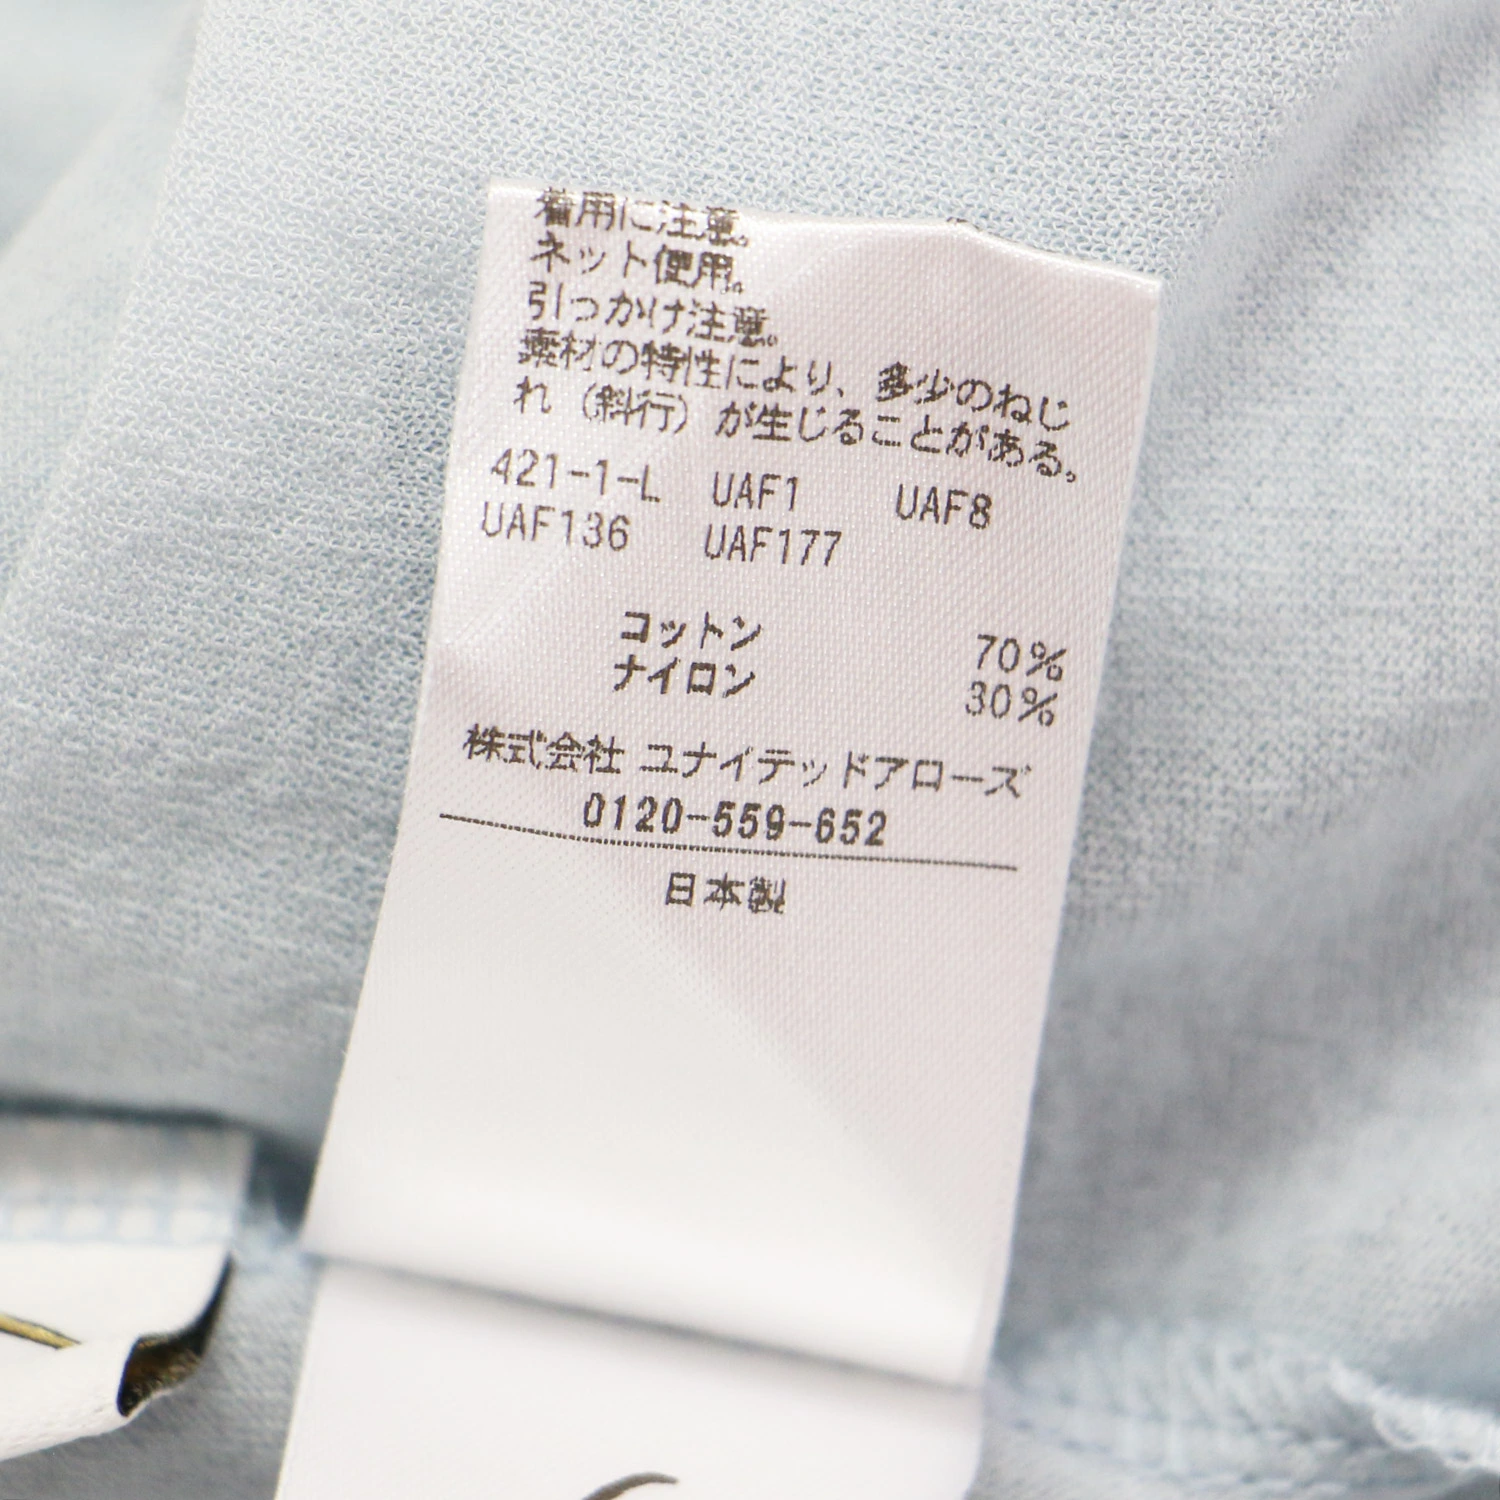 着用に注意。
ネット使用。
引っかけ注意。
素材の特性により、多少のねじ
れ（斜行）が生じることがある。
421-1-L UAF1 UAF8
UAF136 UAF177
コットン 70%
ナイロン 30%
株式会社 ユナイテッドアローズ
0120-559-652
日本製